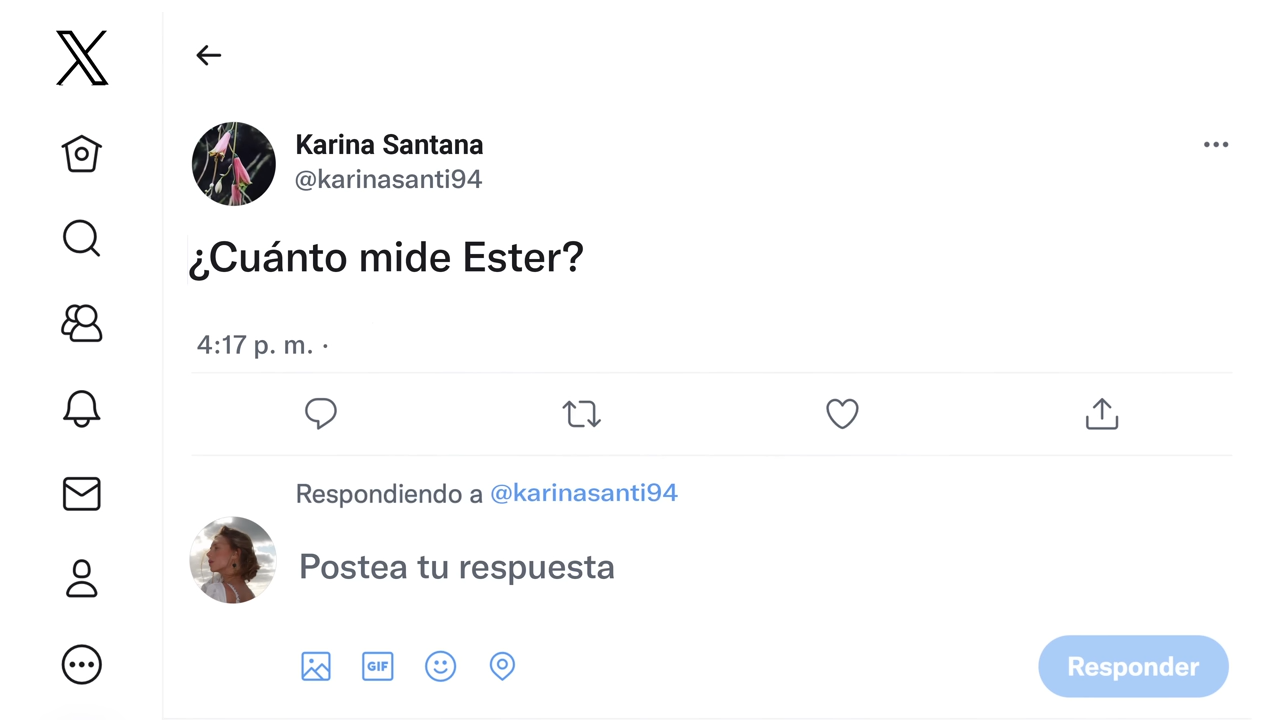 Karina Santana
@karinasanti94
¿Cuánto mide Ester?
4:17 p. m. ·
Respondiendo a @karinasanti94
Postea tu respuesta
GIF
Responder